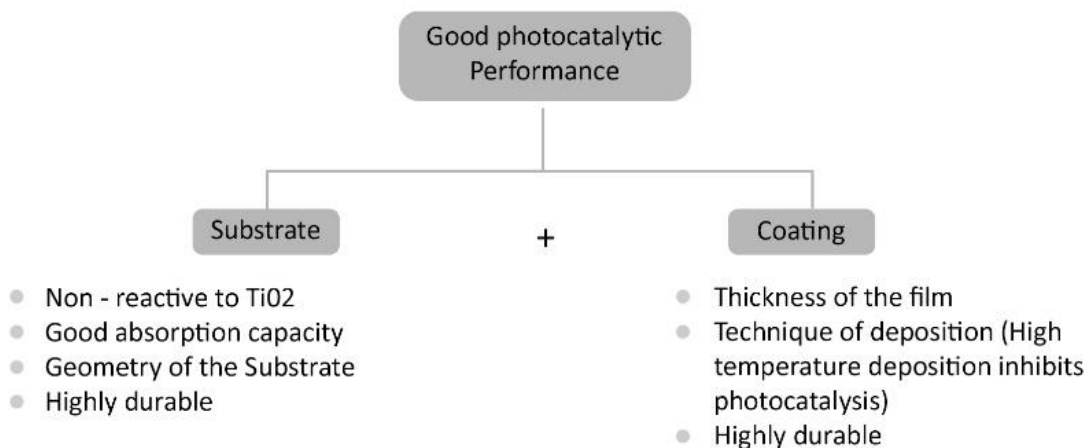 Good photocatalytic
Performance
Substrate
+
Coating
Non - reactive to Ti02
Good absorption capacity
Geometry of the Substrate
Highly durable
Thickness of the film
Technique of deposition (High
temperature deposition inhibits
photocatalysis)
Highly durable